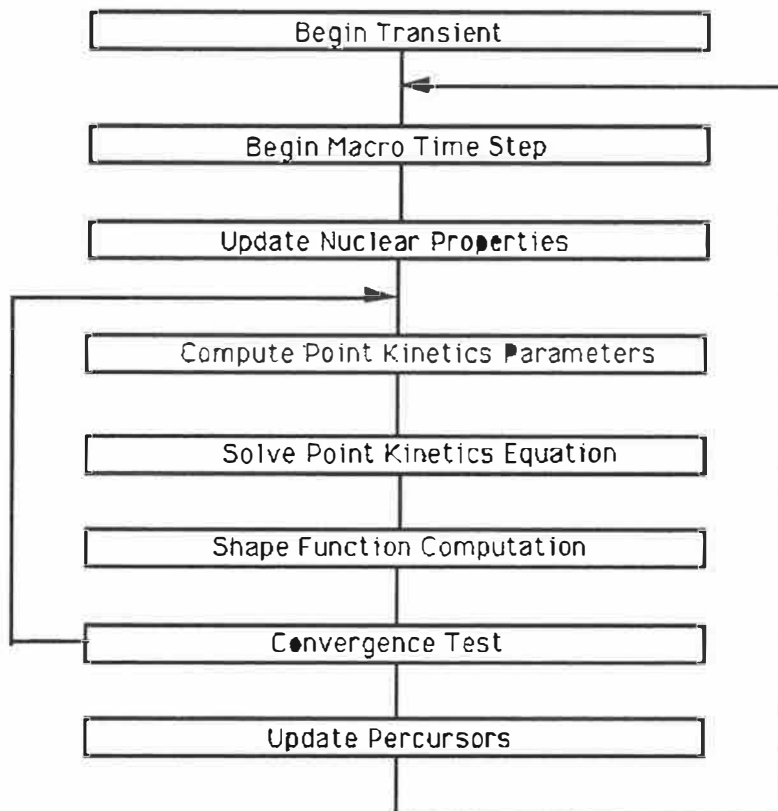 Begin Transient
Begin Macro Time Step
Update Nuclear Properties
Compute Point Kinetics Parameters
Solve Point Kinetics Equation
Shape Function Computation
Convergence Test
Update Percursors